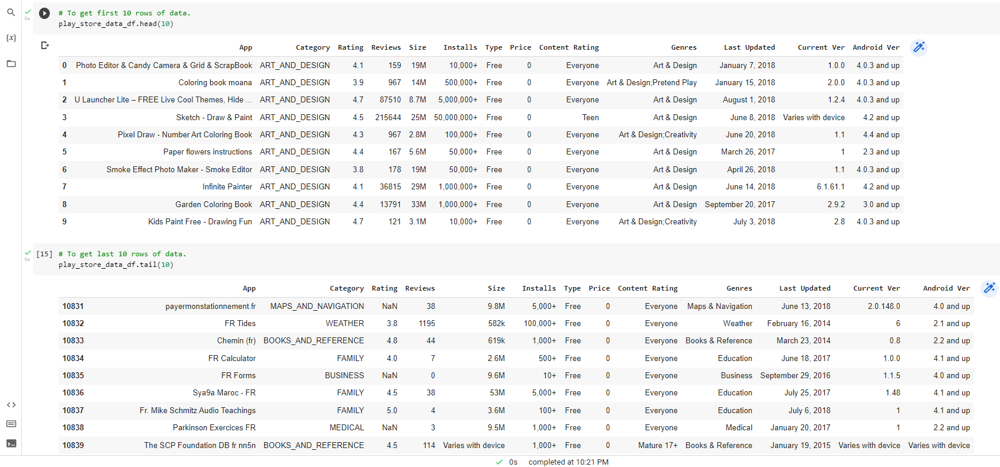 # To get first 10 rows of data.
0s
play_store_data_df.head(10)
{x}
App Category Rating Reviews Size Installs Type Price Content Rating Genres Last Updated Current Ver Android Ver
0 Photo Editor & Candy Camera & Grid & ScrapBook ART_AND_DESIGN 4.1 159 19M 10,000+ Free 0 Everyone Art & Design January 7, 2018 1.0.0 4.0.3 and up
1 Coloring book moana ART_AND_DESIGN 3.9 967 14M 500,000+ Free 0 Everyone Art & Design;Pretend Play January 15, 2018 2.0.0 4.0.3 and up
2 U Launcher Lite – FREE Live Cool Themes, Hide ... ART_AND_DESIGN 4.7 87510 8.7M 5,000,000+ Free 0 Everyone Art & Design August 1, 2018 1.2.4 4.0.3 and up
3 Sketch - Draw & Paint ART_AND_DESIGN 4.5 215644 25M 50,000,000+ Free 0 Teen Art & Design June 8, 2018 Varies with device 4.2 and up
4 Pixel Draw - Number Art Coloring Book ART_AND_DESIGN 4.3 967 2.8M 100,000+ Free 0 Everyone Art & Design;Creativity June 20, 2018 1.1 4.4 and up
5 Paper flowers instructions ART_AND_DESIGN 4.4 167 5.6M 50,000+ Free 0 Everyone Art & Design March 26, 2017 1 2.3 and up
6 Smoke Effect Photo Maker - Smoke Editor ART_AND_DESIGN 3.8 178 19M 50,000+ Free 0 Everyone Art & Design April 26, 2018 1.1 4.0.3 and up
7 Infinite Painter ART_AND_DESIGN 4.1 36815 29M 1,000,000+ Free 0 Everyone Art & Design June 14, 2018 6.1.61.1 4.2 and up
8 Garden Coloring Book ART_AND_DESIGN 4.4 13791 33M 1,000,000+ Free 0 Everyone Art & Design September 20, 2017 2.9.2 3.0 and up
9 Kids Paint Free - Drawing Fun ART_AND_DESIGN 4.7 121 3.1M 10,000+ Free 0 Everyone Art & Design;Creativity July 3, 2018 2.8 4.0.3 and up
[15] # To get last 10 rows of data.
0s
play_store_data_df.tail(10)
App Category Rating Reviews Size Installs Type Price Content Rating Genres Last Updated Current Ver Android Ver
10831 payermonstationnement.fr MAPS_AND_NAVIGATION NaN 38 9.8M 5,000+ Free 0 Everyone Maps & Navigation June 13, 2018 2.0.148.0 4.0 and up
10832 FR Tides WEATHER 3.8 1195 582k 100,000+ Free 0 Everyone Weather February 16, 2014 6 2.1 and up
10833 Chemin (fr) BOOKS_AND_REFERENCE 4.8 44 619k 1,000+ Free 0 Everyone Books & Reference March 23, 2014 0.8 2.2 and up
10834 FR Calculator FAMILY 4.0 7 2.6M 500+ Free 0 Everyone Education June 18, 2017 1.0.0 4.1 and up
10835 FR Forms BUSINESS NaN 0 9.6M 10+ Free 0 Everyone Business September 29, 2016 1.1.5 4.0 and up
10836 Sya9a Maroc - FR FAMILY 4.5 38 53M 5,000+ Free 0 Everyone Education July 25, 2017 1.48 4.1 and up
10837 Fr. Mike Schmitz Audio Teachings FAMILY 5.0 4 3.6M 100+ Free 0 Everyone Education July 6, 2018 1 4.1 and up
10838 Parkinson Exercices FR MEDICAL NaN 3 9.5M 1,000+ Free 0 Everyone Medical January 20, 2017 1 2.2 and up
10839 The SCP Foundation DB fr nn5n BOOKS_AND_REFERENCE 4.5 114 Varies with device 1,000+ Free 0 Mature 17+ Books & Reference January 19, 2015 Varies with device Varies with device
0s completed at 10:21 PM